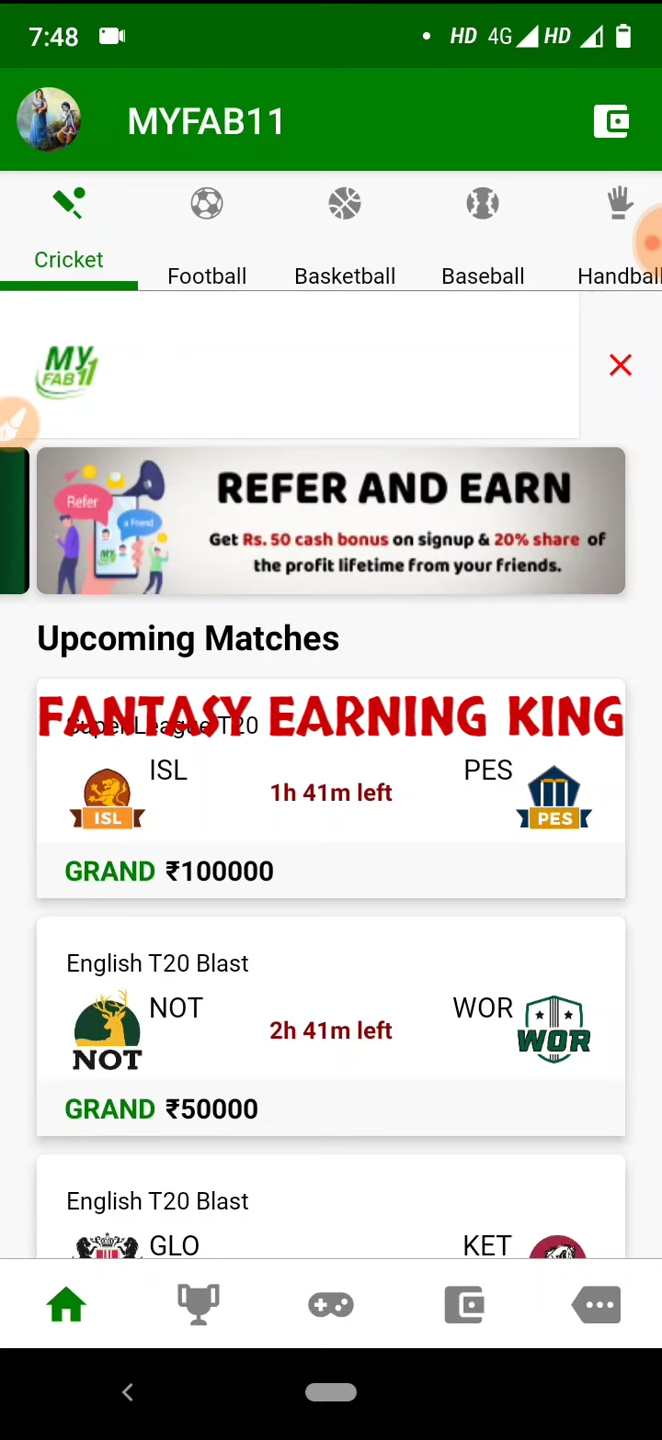 7:48 HD 4G HD
MYFAB11
Cricket Football Basketball Baseball Handball
MY
FAB11
REFER AND EARN
Refer
a Friend
Get Rs. 50 cash bonus on signup & 20% share of
the profit lifetime from your friends.
Upcoming Matches
FANTASY EARNING KING
Super League T20
ISL 1h 41m left PES
ISL PES
GRAND ₹100000
English T20 Blast
NOT 2h 41m left WOR
NOT WOR
GRAND ₹50000
English T20 Blast
GLO KET